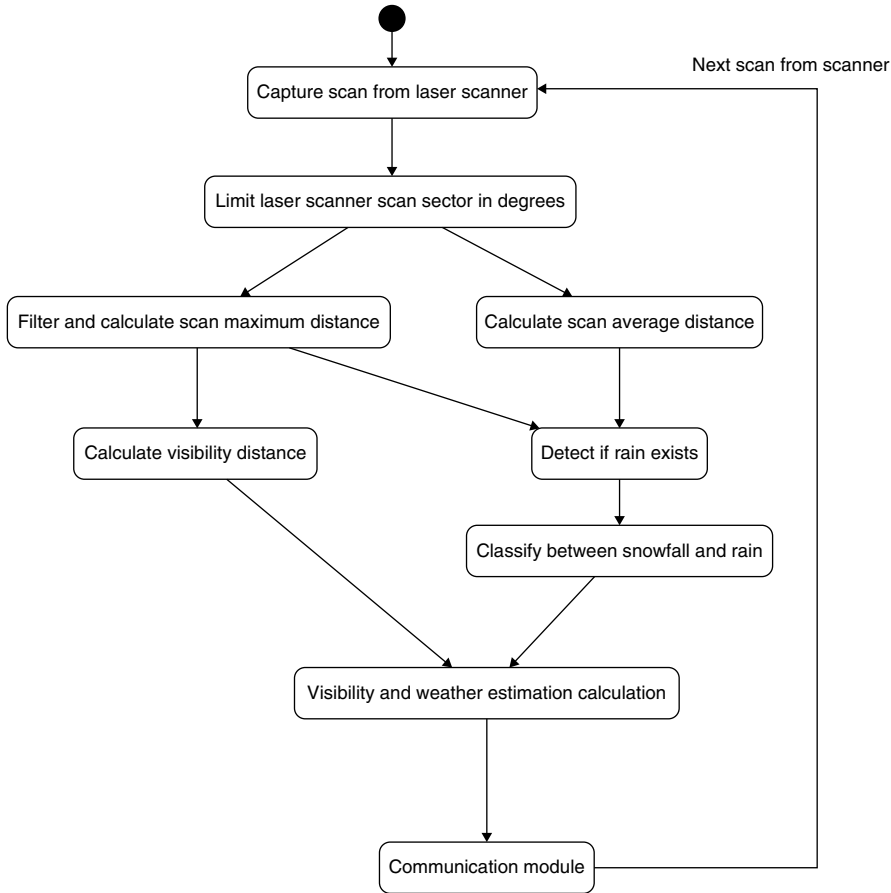 Next scan from scanner
Capture scan from laser scanner
Limit laser scanner scan sector in degrees
Filter and calculate scan maximum distance
Calculate scan average distance
Calculate visibility distance
Detect if rain exists
Classify between snowfall and rain
Visibility and weather estimation calculation
Communication module